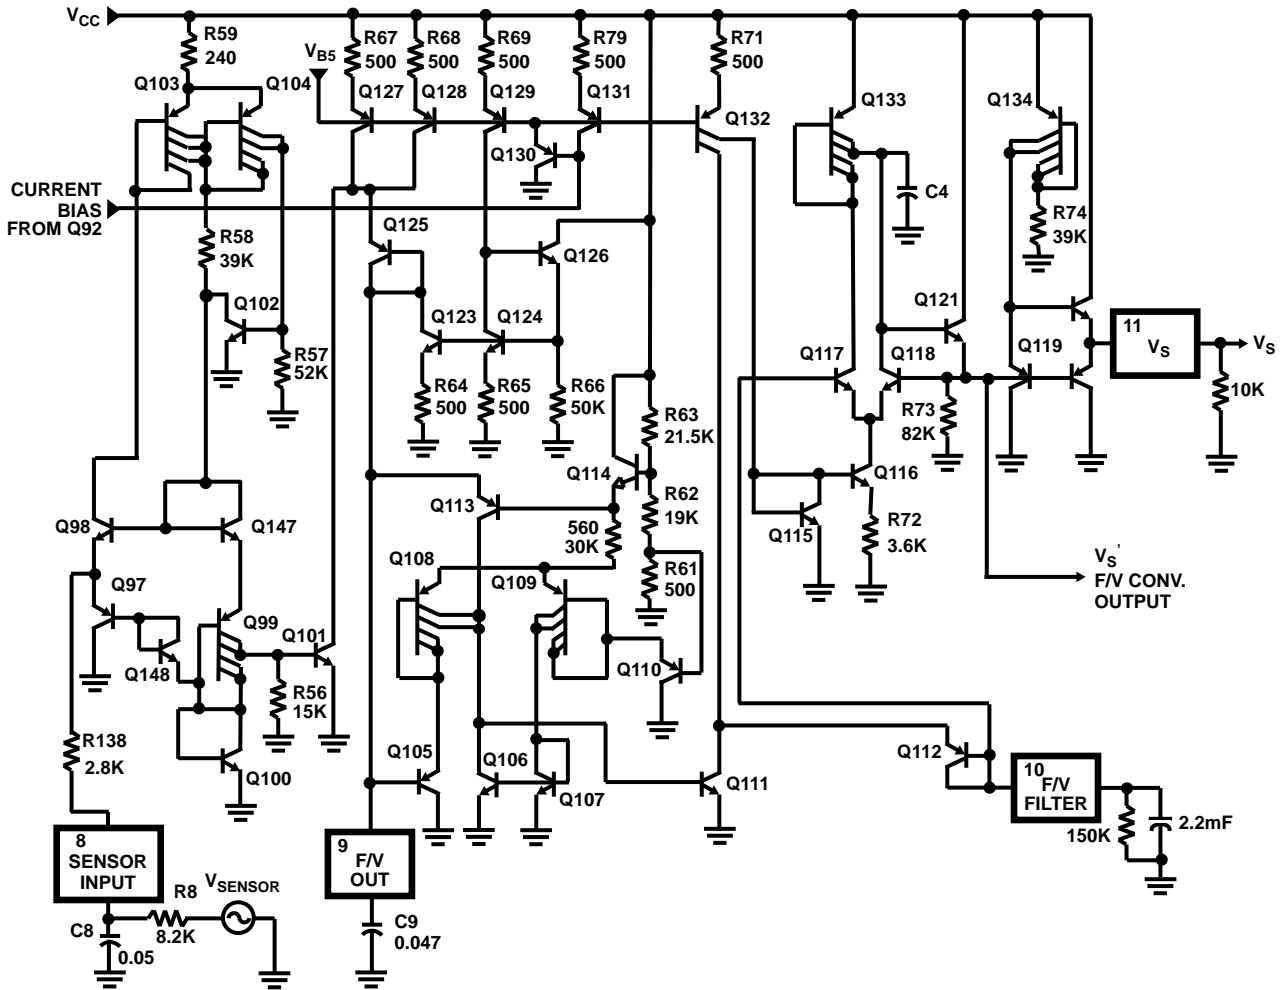 VCC
R59
240
R67
500
R68
500
R69
500
R79
500
R71
500
VB5
Q103
Q104
Q127
Q128
Q129
Q131
Q132
Q133
Q134
Q130
CURRENT
BIAS
FROM Q92
C4
R74
39K
R58
39K
Q125
Q126
Q102
Q123
Q124
Q121
11
VS
VS
R57
52K
Q117
Q118
Q119
R64
500
R65
500
R66
50K
R63
21.5K
R73
82K
10K
Q114
Q116
Q98
Q147
Q113
R62
19K
560
30K
Q115
R72
3.6K
VS'
F/V CONV.
OUTPUT
Q108
Q109
R61
500
Q97
Q99
Q101
Q148
Q110
R56
15K
R138
2.8K
Q100
Q105
Q106
Q107
Q111
Q112
10
F/V
FILTER
150K
2.2mF
8
SENSOR
INPUT
9
F/V
OUT
R8
VSENSOR
C8
0.05
8.2K
C9
0.047